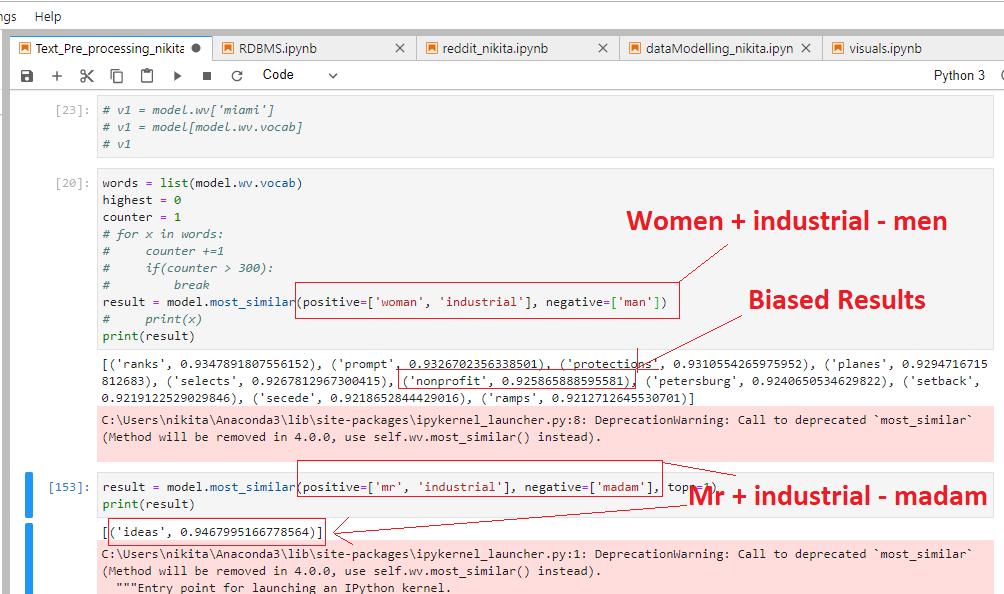 ngs Help
Text_Pre_processing_nikita RDBMS.ipynb reddit_nikita.ipynb dataModelling_nikita.ipyn visuals.ipynb
Code Python 3
[23]: # v1 = model.wv['miami']
# v1 = model[model.wv.vocab]
# v1
[20]: words = list(model.wv.vocab)
highest = 0
counter = 1
# for x in words:
#     counter +=1
#     if(counter > 300):
#         break
result = model.most_similar(positive=['woman', 'industrial'], negative=['man'])
#     print(x)
print(result)
Women + industrial - men
Biased Results
[('ranks', 0.9347891807556152), ('prompt', 0.9326702356338501), ('protections', 0.9310554265975952), ('planes', 0.9294716715
812683), ('selects', 0.9267812967300415), ('nonprofit', 0.925865888595581), ('petersburg', 0.9240650534629822), ('setback',
0.9219122529029846), ('secede', 0.9218652844429016), ('ramps', 0.9212712645530701)]
C:\Users\nikita\Anaconda3\lib\site-packages\ipykernel_launcher.py:8: DeprecationWarning: Call to deprecated `most_similar`
(Method will be removed in 4.0.0, use self.wv.most_similar() instead).
[153]: result = model.most_similar(positive=['mr', 'industrial'], negative=['madam'], topn=1)
print(result)
Mr + industrial - madam
[('ideas', 0.9467995166778564)]
C:\Users\nikita\Anaconda3\lib\site-packages\ipykernel_launcher.py:1: DeprecationWarning: Call to deprecated `most_similar`
(Method will be removed in 4.0.0, use self.wv.most_similar() instead).
"""Entry point for launching an IPython kernel.